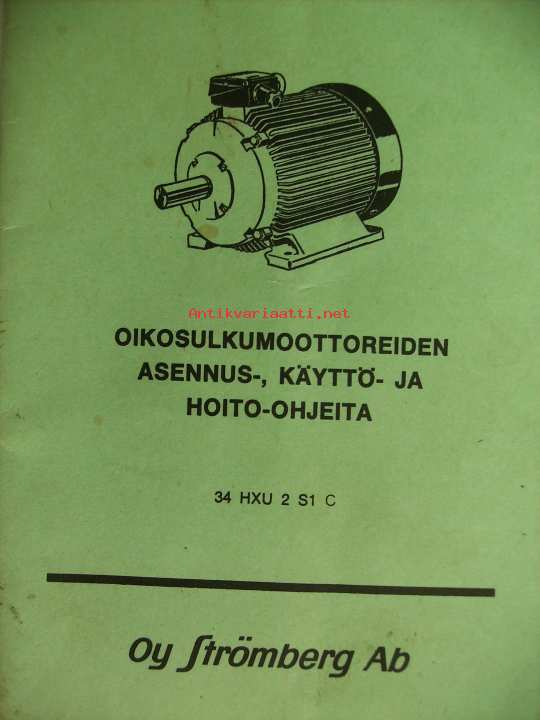 Antikvariaatti.net
OIKOSULKUMOOTTOREIDEN
ASENNUS-, KÄYTTÖ- JA
HOITO-OHJEITA
34 HXU 2 S1 C
Oy Strömberg Ab